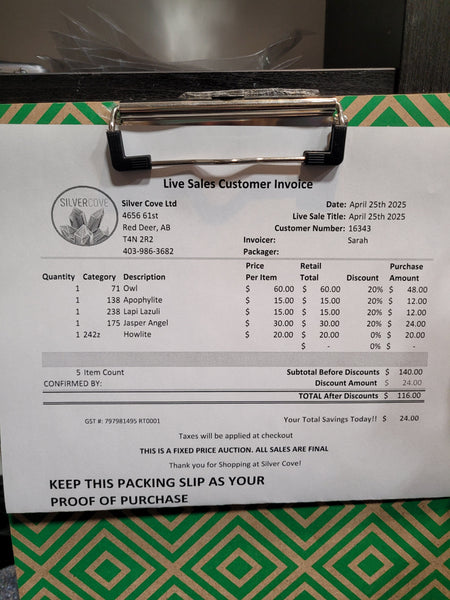 Live Sales Customer Invoice
SILVERCOVE
Silver Cove Ltd
4656 61st
Red Deer, AB
T4N 2R2
403-986-3682
Date: April 25th 2025
Live Sale Title: April 25th 2025
Customer Number: 16343
Invoicer: Sarah
Packager:
Quantity Category Description Price Per Item Retail Total Discount Purchase Amount
1 71 Owl $ 60.00 $ 60.00 20% $ 48.00
1 138 Apophylite $ 15.00 $ 15.00 20% $ 12.00
1 238 Lapi Lazuli $ 15.00 $ 15.00 20% $ 12.00
1 175 Jasper Angel $ 30.00 $ 30.00 20% $ 24.00
1 242z Howlite $ 20.00 $ 20.00 0% $ 20.00
$ - 0% $ -
5 Item Count Subtotal Before Discounts $ 140.00
CONFIRMED BY: Discount Amount $ 24.00
TOTAL After Discounts $ 116.00
GST #: 797981495 RT0001 Your Total Savings Today!! $ 24.00
Taxes will be applied at checkout
THIS IS A FIXED PRICE AUCTION. ALL SALES ARE FINAL
Thank you for Shopping at Silver Cove!
KEEP THIS PACKING SLIP AS YOUR
PROOF OF PURCHASE